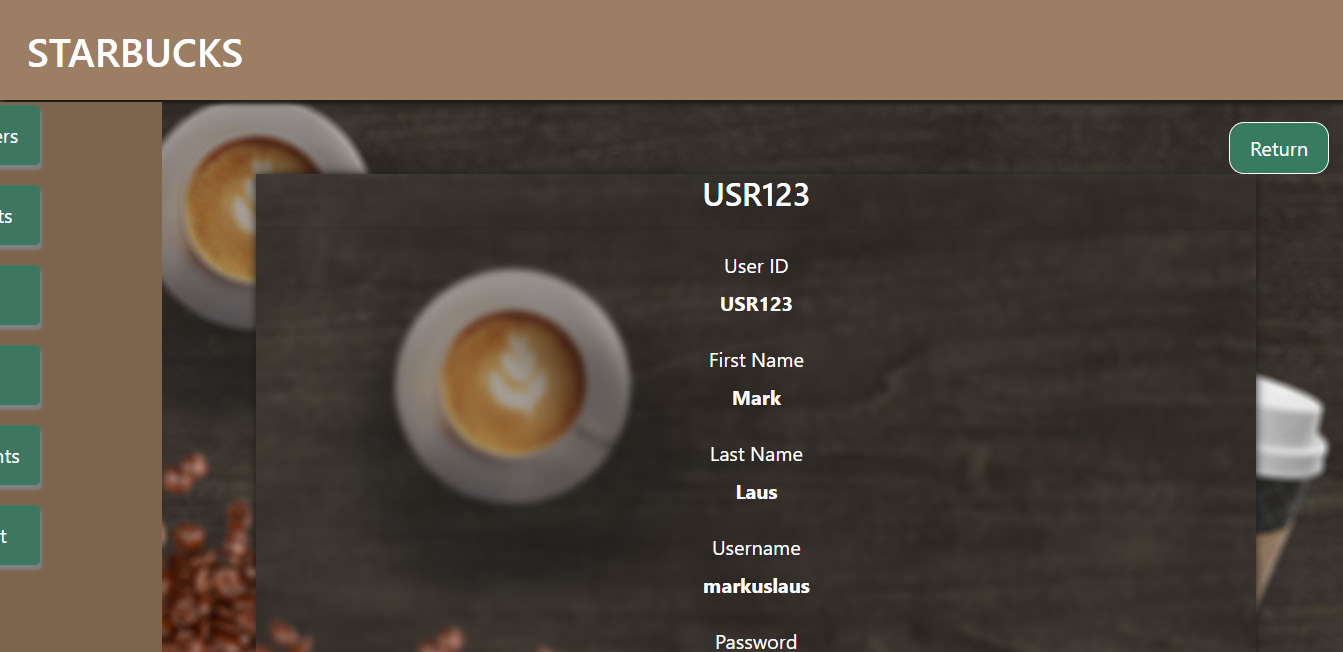 STARBUCKS
ers
Return
ts
USR123
User ID
USR123
First Name
Mark
nts
Last Name
Laus
t
Username
markuslaus
Password